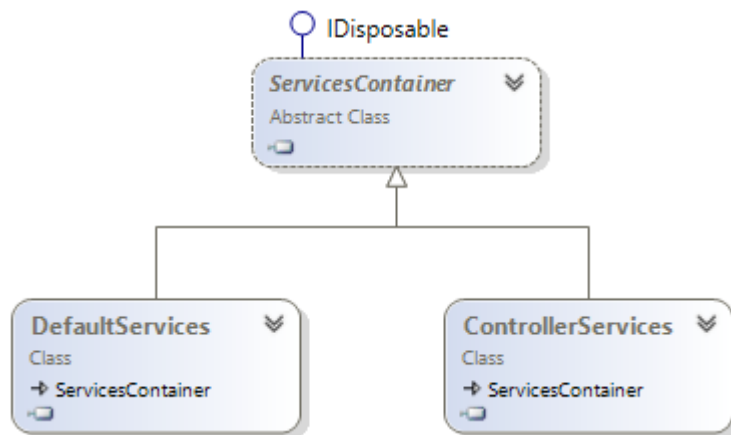 IDisposable
ServicesContainer
Abstract Class
DefaultServices
Class
ServicesContainer
ControllerServices
Class
ServicesContainer